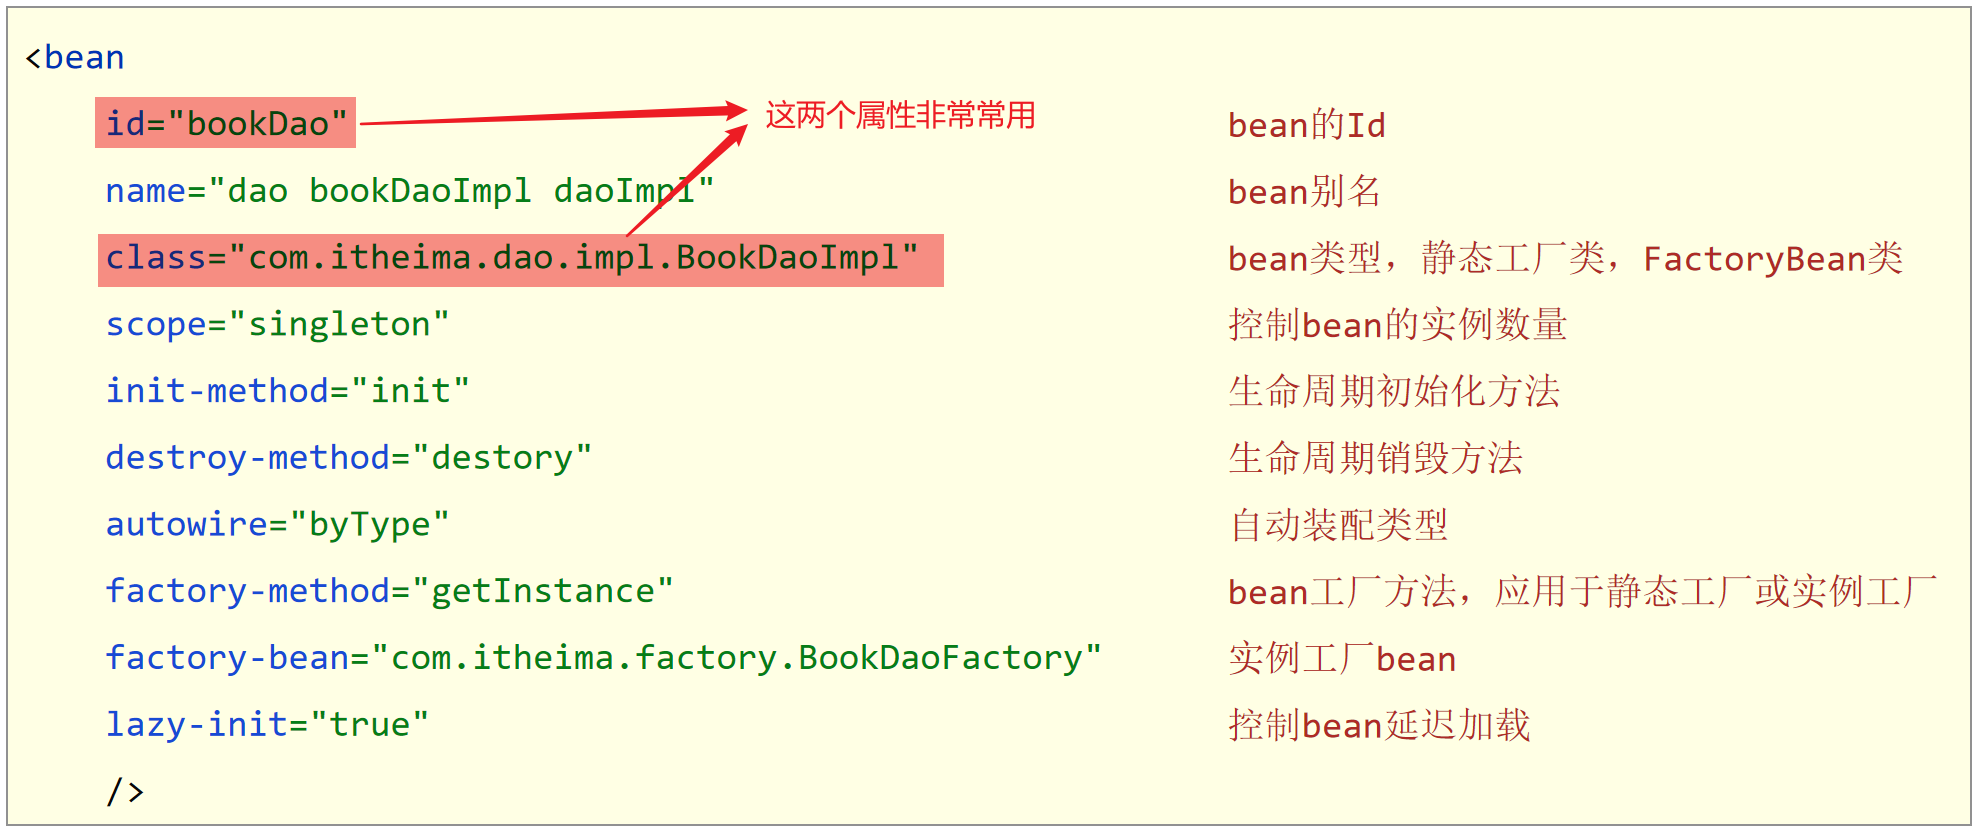 <bean
id="bookDao" 这两个属性非常常用 bean的Id
name="dao bookDaoImpl daoImpl" bean别名
class="com.itheima.dao.impl.BookDaoImpl" bean类型，静态工厂类，FactoryBean类
scope="singleton" 控制bean的实例数量
init-method="init" 生命周期初始化方法
destroy-method="destory" 生命周期销毁方法
autowire="byType" 自动装配类型
factory-method="getInstance" bean工厂方法，应用于静态工厂或实例工厂
factory-bean="com.itheima.factory.BookDaoFactory" 实例工厂bean
lazy-init="true" 控制bean延迟加载
/>